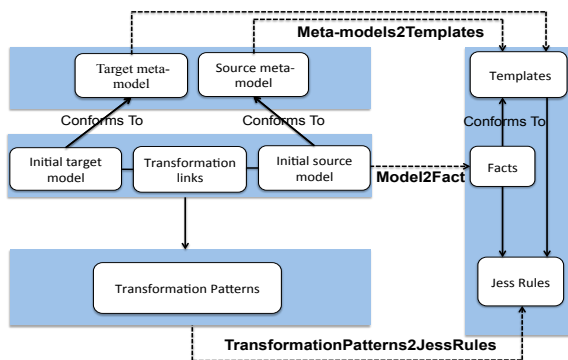 Meta-models2Templates
Target meta-
model
Source meta-
model
Templates
Conforms To
Conforms To
Conforms To
Initial target
model
Transformation
links
Initial source
model
Model2Fact
Facts
Transformation Patterns
Jess Rules
TransformationPatterns2JessRules